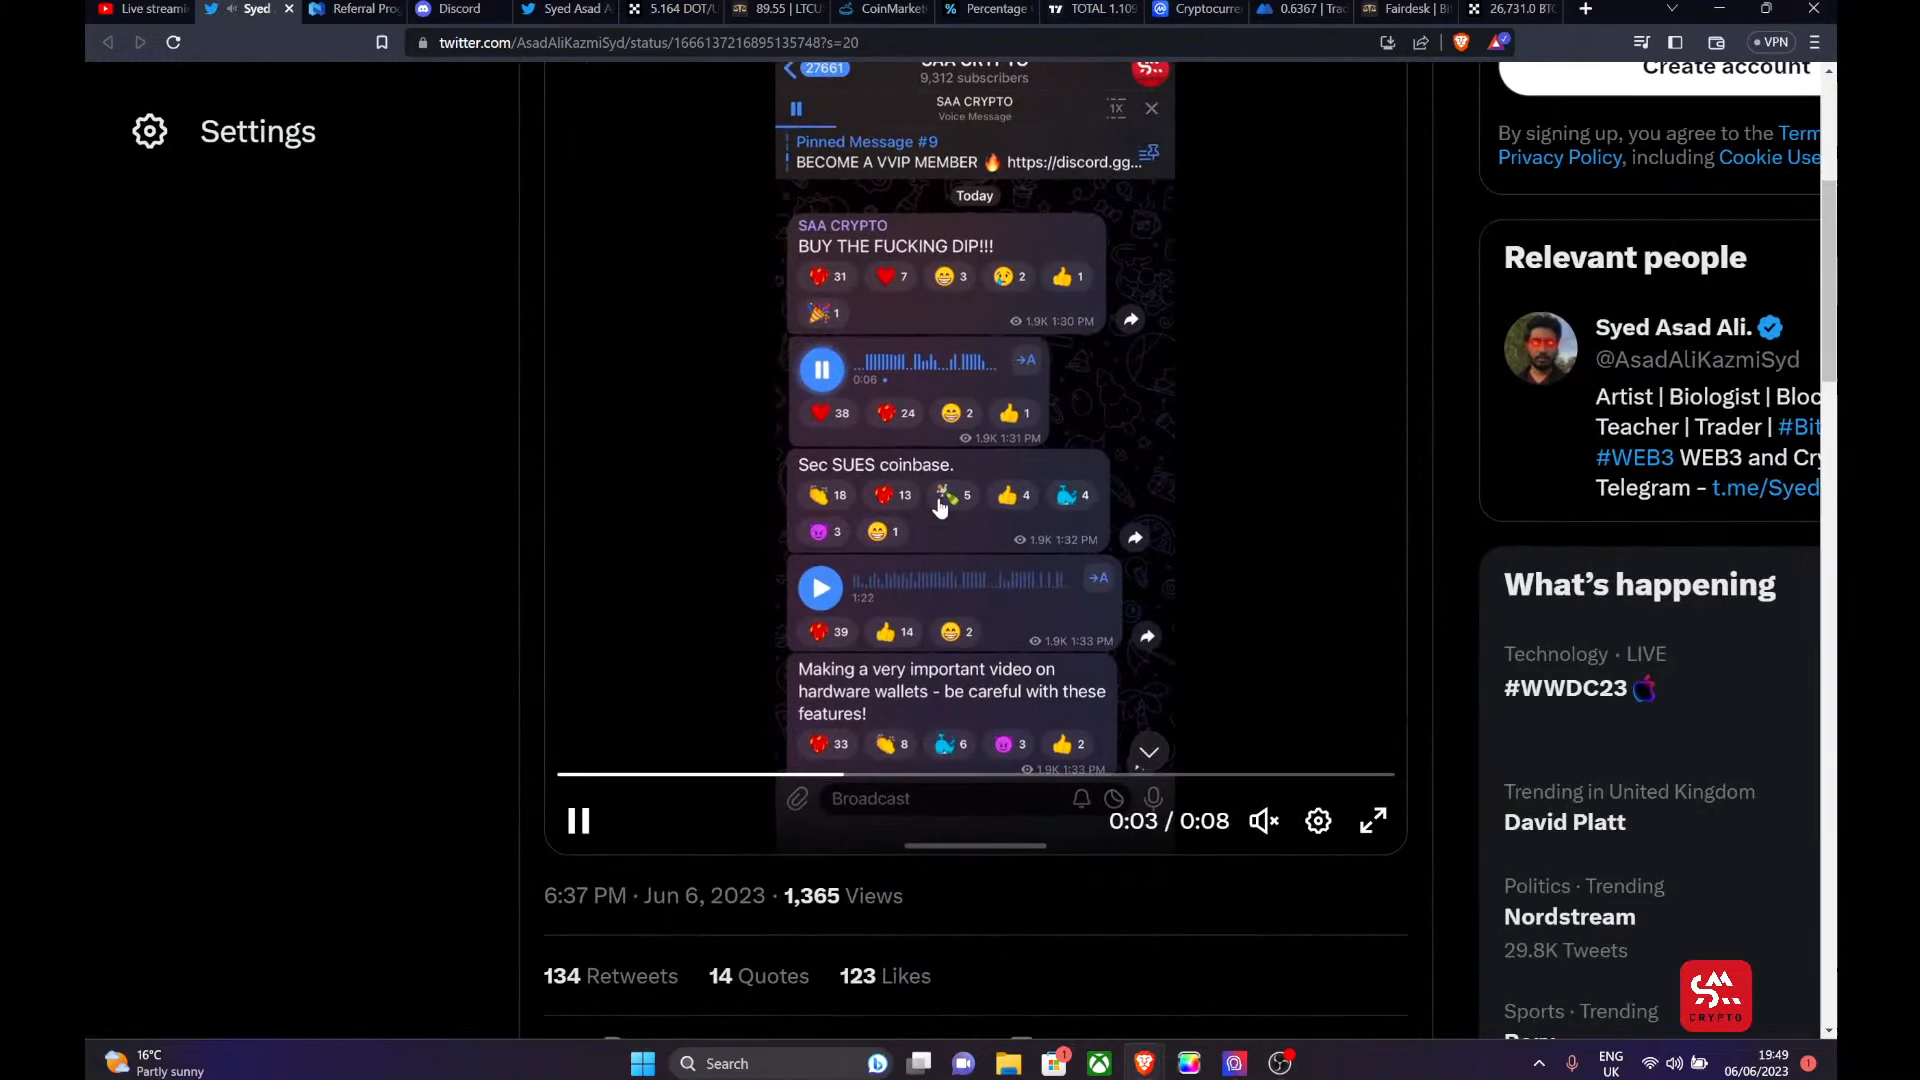 Live streami
Syed
Referral Prog
Discord
Syed Asad A
5.164 DOT/U
89.55 | LTCU
CoinMarket
Percentage
TOTAL 1.109
Cryptocurre
0.6367 | Tra
Fairdesk | Bi
26,731.0 BTC
twitter.com/AsadAliKazmiSyd/status/1666137216895135748?s=20
VPN
Settings
27661
SAA CRYPTO
9,312 subscribers
SAA CRYPTO
Voice Message
1X
Pinned Message #9
BECOME A VVIP MEMBER 🔥 https://discord.gg...
Today
SAA CRYPTO
BUY THE FUCKING DIP!!!
31 7 3 2 1
1
1.9K 1:30 PM
→A
0:06
38 24 2 1
1.9K 1:31 PM
Sec SUES coinbase.
18 13 5 4 4
3 1
1.9K 1:32 PM
→A
1:22
39 14 2
1.9K 1:33 PM
Making a very important video on
hardware wallets - be careful with these
features!
33 8 6 3 2
1.9K 1:33 PM
Broadcast
0:03 / 0:08
6:37 PM · Jun 6, 2023 · 1,365 Views
134 Retweets 14 Quotes 123 Likes
Create account
By signing up, you agree to the Term
Privacy Policy, including Cookie Use
Relevant people
Syed Asad Ali.
@AsadAliKazmiSyd
Artist | Biologist | Bloc
Teacher | Trader | #Bit
#WEB3 WEB3 and Cry
Telegram - t.me/Syed
What's happening
Technology · LIVE
#WWDC23
Trending in United Kingdom
David Platt
Politics · Trending
Nordstream
29.8K Tweets
Sports · Trending
CRYPTO
16°C
Partly sunny
Search
1
ENG
UK
19:49
06/06/2023
1